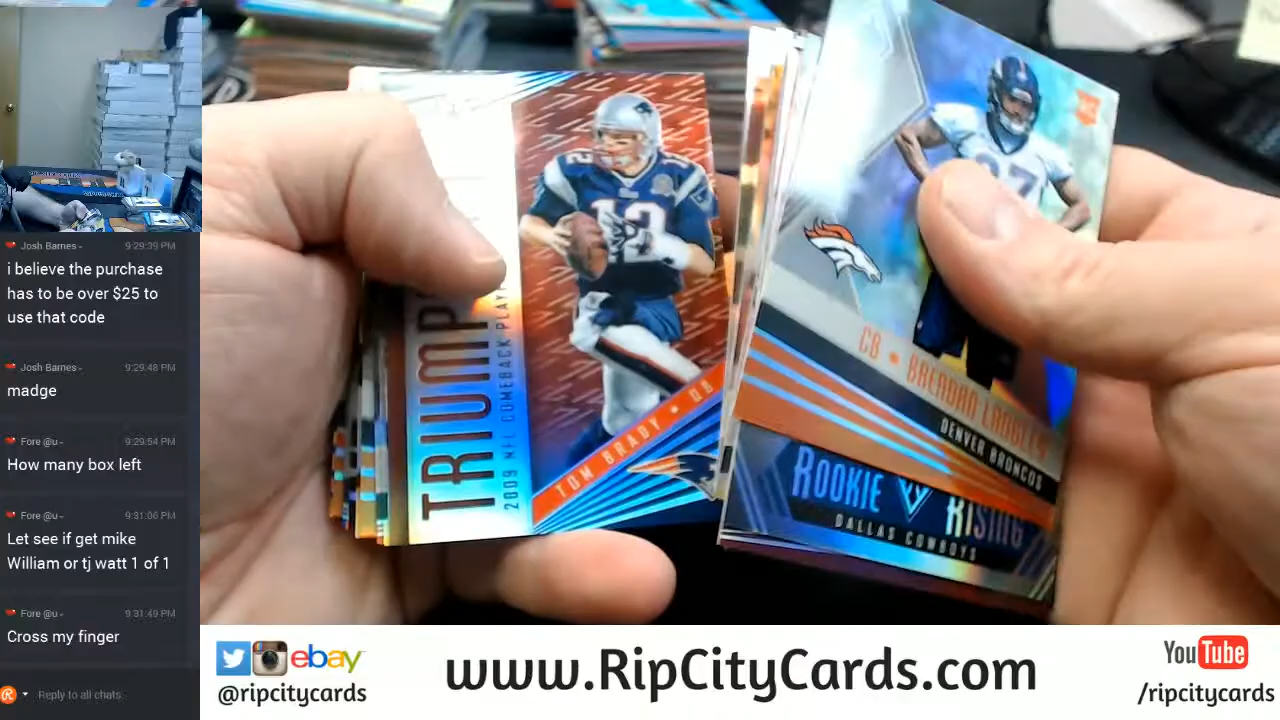 Josh Barnes - 9:29:39 PM
i believe the purchase
has to be over $25 to
use that code
Josh Barnes - 9:29:48 PM
madge
Fore @u - 9:29:54 PM
How many box left
Fore @u - 9:31:06 PM
Let see if get mike
William or tj watt 1 of 1
Fore @u - 9:31:49 PM
Cross my finger
Reply to all chats
2009 NFL COMEBACK
12
TOM BRADY • QB
CB • BRENDAN LANGLEY
DENVER BRONCOS
ROOKIE RISING
DALLAS COWBOYS
ebay
@ripcitycards
www.RipCityCards.com
YouTube
/ripcitycards